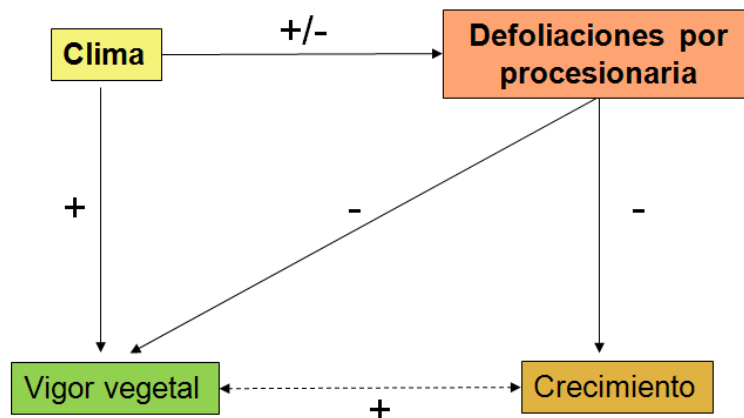 +/-
Clima
Defoliaciones por
procesionaria
+
-
-
Vigor vegetal
Crecimiento
+